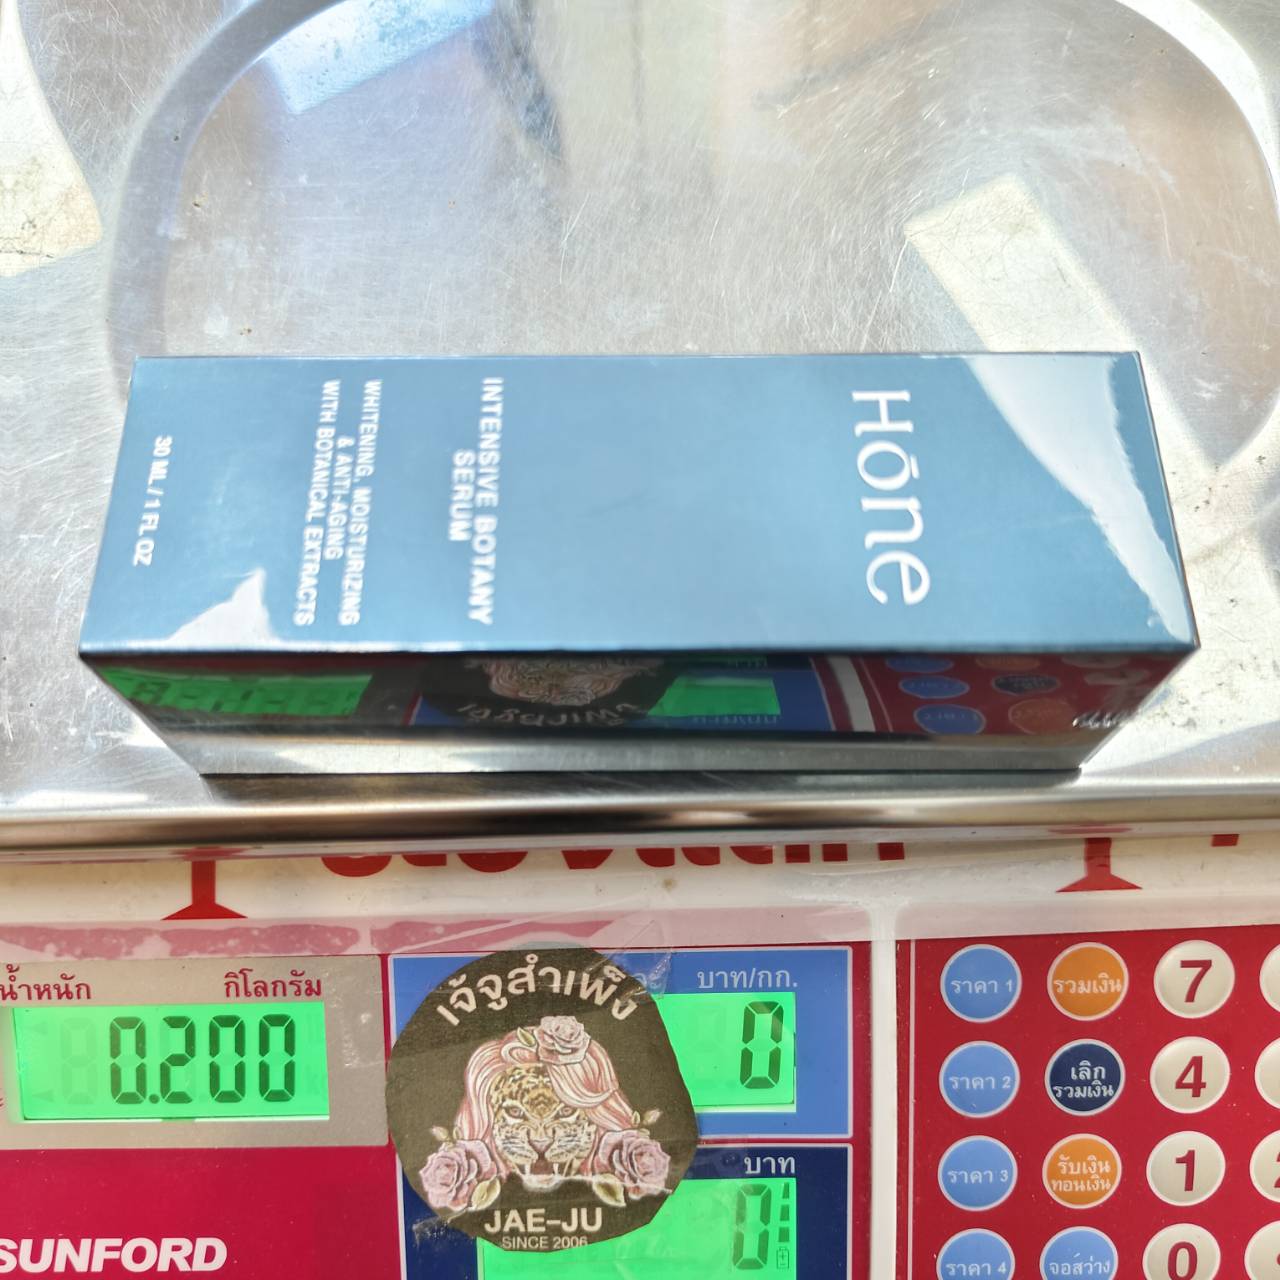 Hōne
INTENSIVE BOTANY
SERUM
WHITENING, MOISTURIZING
& ANTI-AGING
WITH BOTANICAL EXTRACTS
30 ML / 1 FL OZ
น้ำหนัก
กิโลกรัม
0.200
เจ้จูสำเพ็ง
JAE-JU
SINCE 2006
บาท/กก.
0
บาท
0
SUNFORD
ราคา 1
รวมเงิน
7
ราคา 2
เลิก
รวมเงิน
4
ราคา 3
รับเงิน
ทอนเงิน
1
ราคา 4
จอสว่าง
0